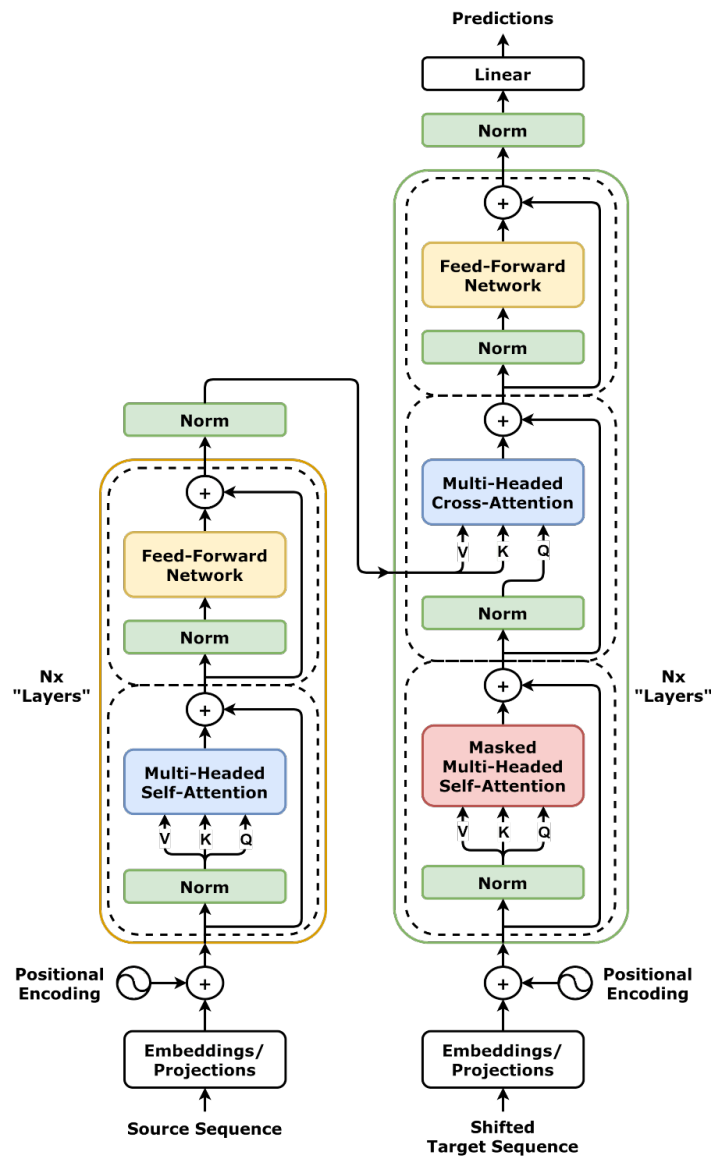 Predictions
Linear
Norm
+
Feed-Forward
Network
Norm
+
Multi-Headed
Cross-Attention
V K Q
Norm
+
Masked
Multi-Headed
Self-Attention
V K Q
Norm
Nx
"Layers"
+
Positional
Encoding
Embeddings/
Projections
Shifted
Target Sequence
Norm
+
Feed-Forward
Network
Norm
+
Multi-Headed
Self-Attention
V K Q
Norm
Nx
"Layers"
Positional
Encoding
+
Embeddings/
Projections
Source Sequence